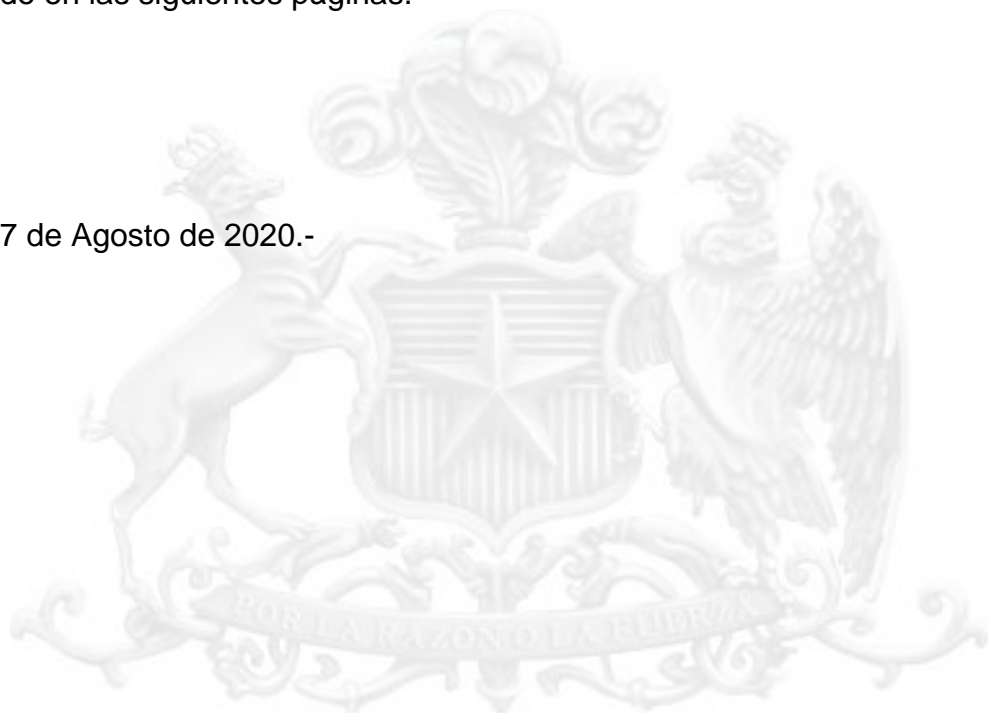 do en las siguientes páginas.
7 de Agosto de 2020.-
POR LA RAZON O LA FUERZA